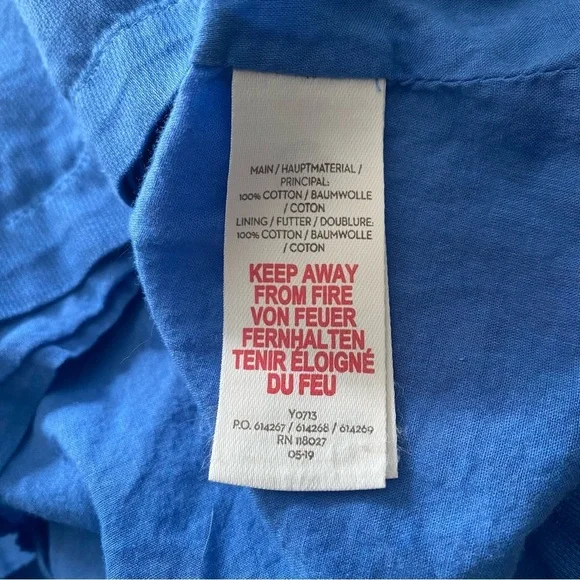 MAIN / HAUPTMATERIAL /
PRINCIPAL:
100% COTTON / BAUMWOLLE
/ COTON
LINING / FUTTER / DOUBLURE:
100% COTTON / BAUMWOLLE
/ COTON
KEEP AWAY
FROM FIRE
VON FEUER
FERNHALTEN
TENIR ÉLOIGNÉ
DU FEU
Y0713
P.O. 614267 / 614268 / 614269
RN 118027
05-19